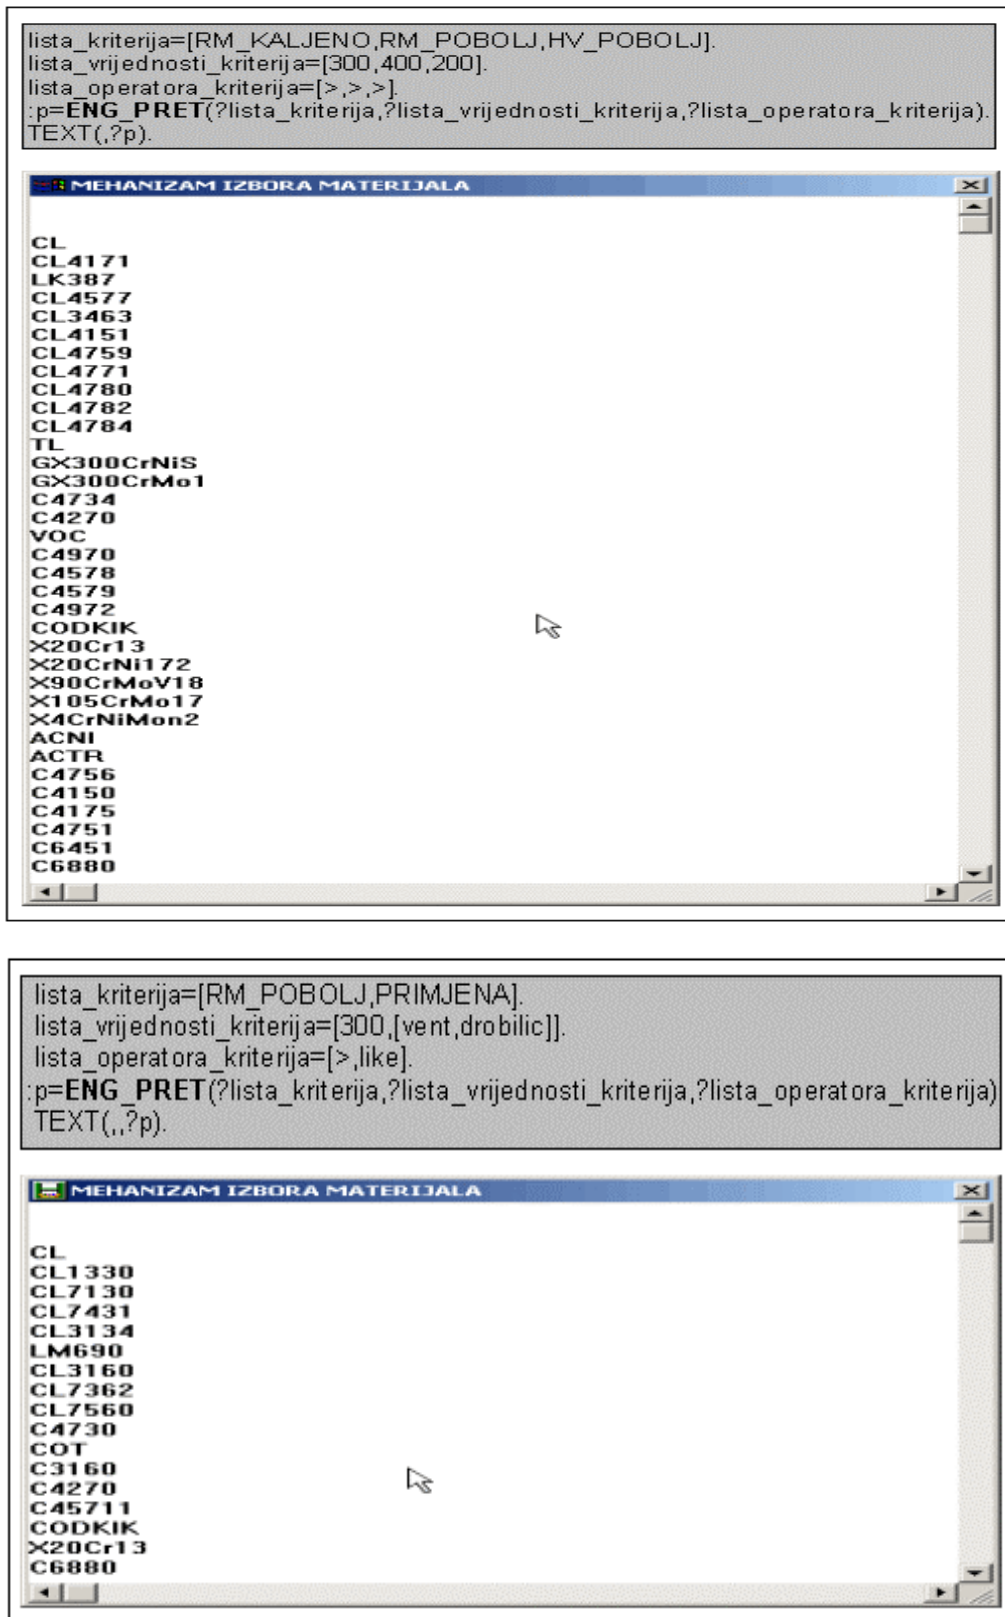 lista_kriterija=[RM_KALJENO,RM_POBOLJ,HV_POBOLJ].
lista_vrijednosti_kriterija=[300,400,200].
lista_operatora_kriterija=[>,>,>].
:p=ENG_PRET(?lista_kriterija,?lista_vrijednosti_kriterija,?lista_operatora_kriterija).
TEXT(,?p).
MEHANIZAM IZBORA MATERIJALA
CL
CL4171
LK387
CL4577
CL3463
CL4151
CL4759
CL4771
CL4780
CL4782
CL4784
TL
GX300CrNiS
GX300CrMo1
C4734
C4270
VOC
C4970
C4578
C4579
C4972
CODKIK
X20Cr13
X20CrNi172
X90CrMoV18
X105CrMo17
X4CrNiMon2
ACNI
ACTR
C4756
C4150
C4175
C4751
C6451
C6880
lista_kriterija=[RM_POBOLJ,PRIMJENA].
lista_vrijednosti_kriterija=[300,[vent,drobilic]].
lista_operatora_kriterija=[>,like].
:p=ENG_PRET(?lista_kriterija,?lista_vrijednosti_kriterija,?lista_operatora_kriterija)
TEXT(,,?p).
MEHANIZAM IZBORA MATERIJALA
CL
CL1330
CL7130
CL7431
CL3134
LM690
CL3160
CL7362
CL7560
C4730
COT
C3160
C4270
C45711
CODKIK
X20Cr13
C6880